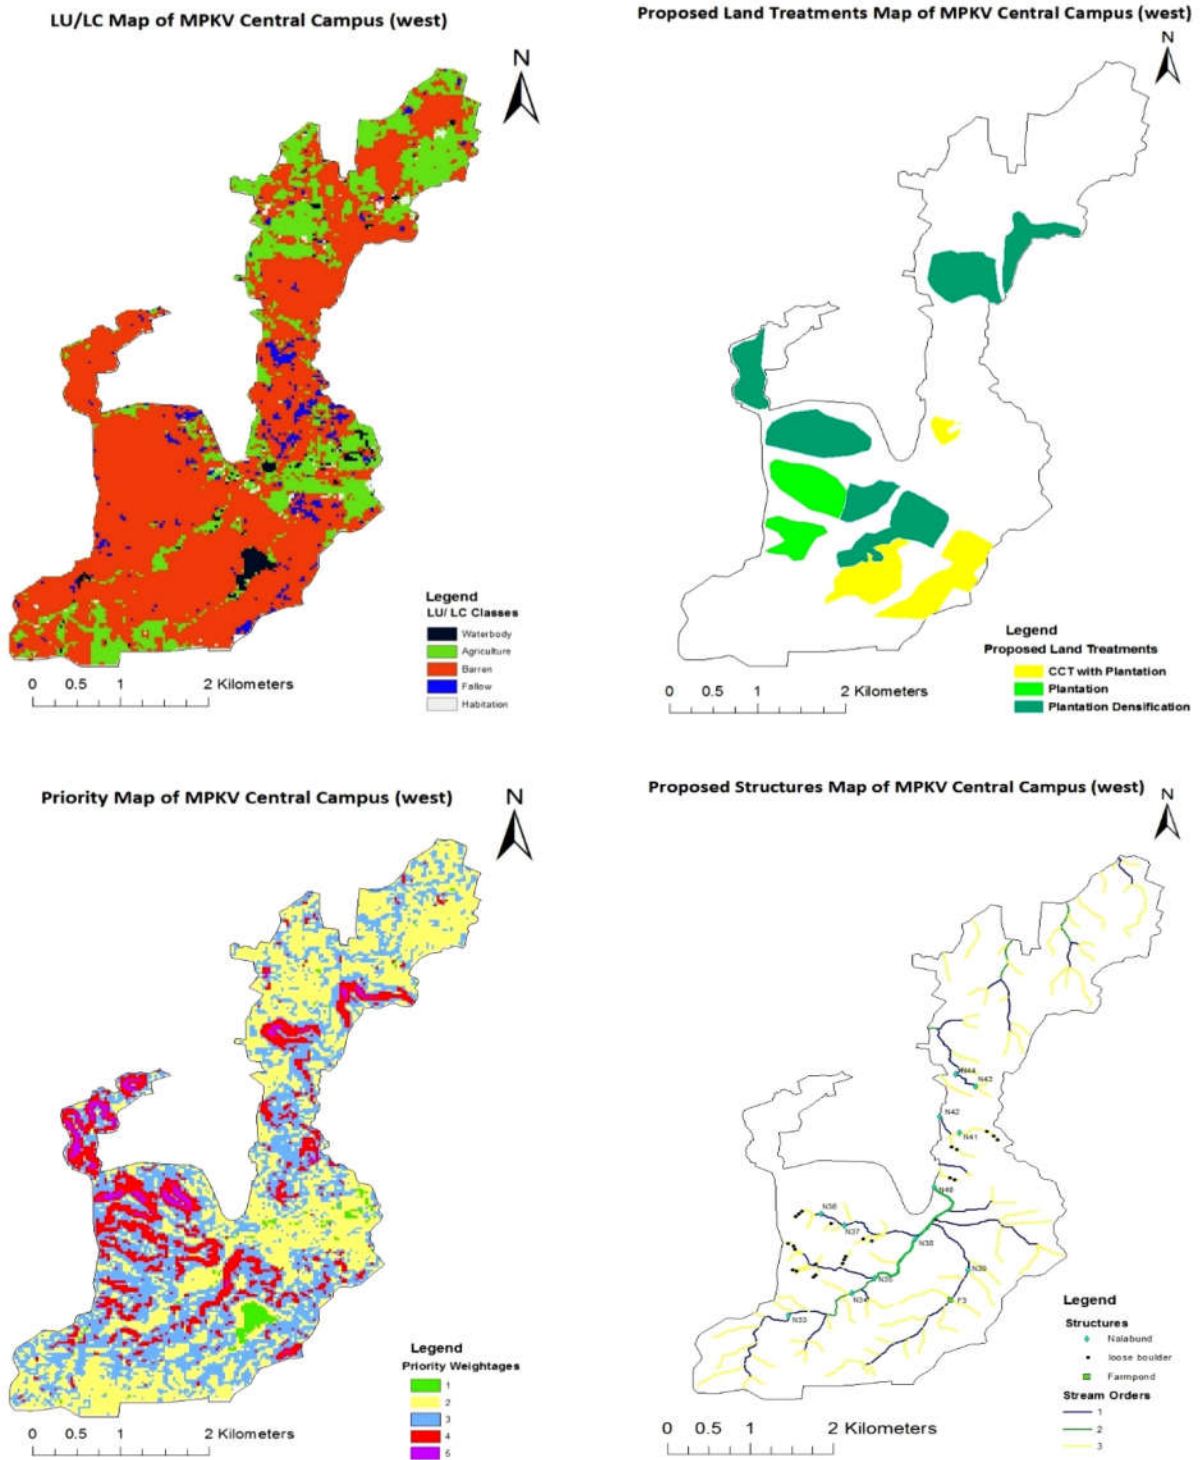 LU/LC Map of MPKV Central Campus (west)
N
Legend
LU/ LC Classes
Waterbody
Agriculture
Barren
Fallow
Habitation
0 0.5 1 2 Kilometers
Proposed Land Treatments Map of MPKV Central Campus (west)
N
Legend
Proposed Land Treatments
CCT with Plantation
Plantation
Plantation Densification
0 0.5 1 2 Kilometers
Priority Map of MPKV Central Campus (west)
N
Legend
Priority Weightages
1
2
3
4
5
0 0.5 1 2 Kilometers
Proposed Structures Map of MPKV Central Campus (west)
N
N44
N43
N42
N41
N40
N36
N37
N38
N39
N35
N34
F3
N33
Legend
Structures
Nalabund
loose boulder
Farmpond
Stream Orders
1
2
3
0 0.5 1 2 Kilometers